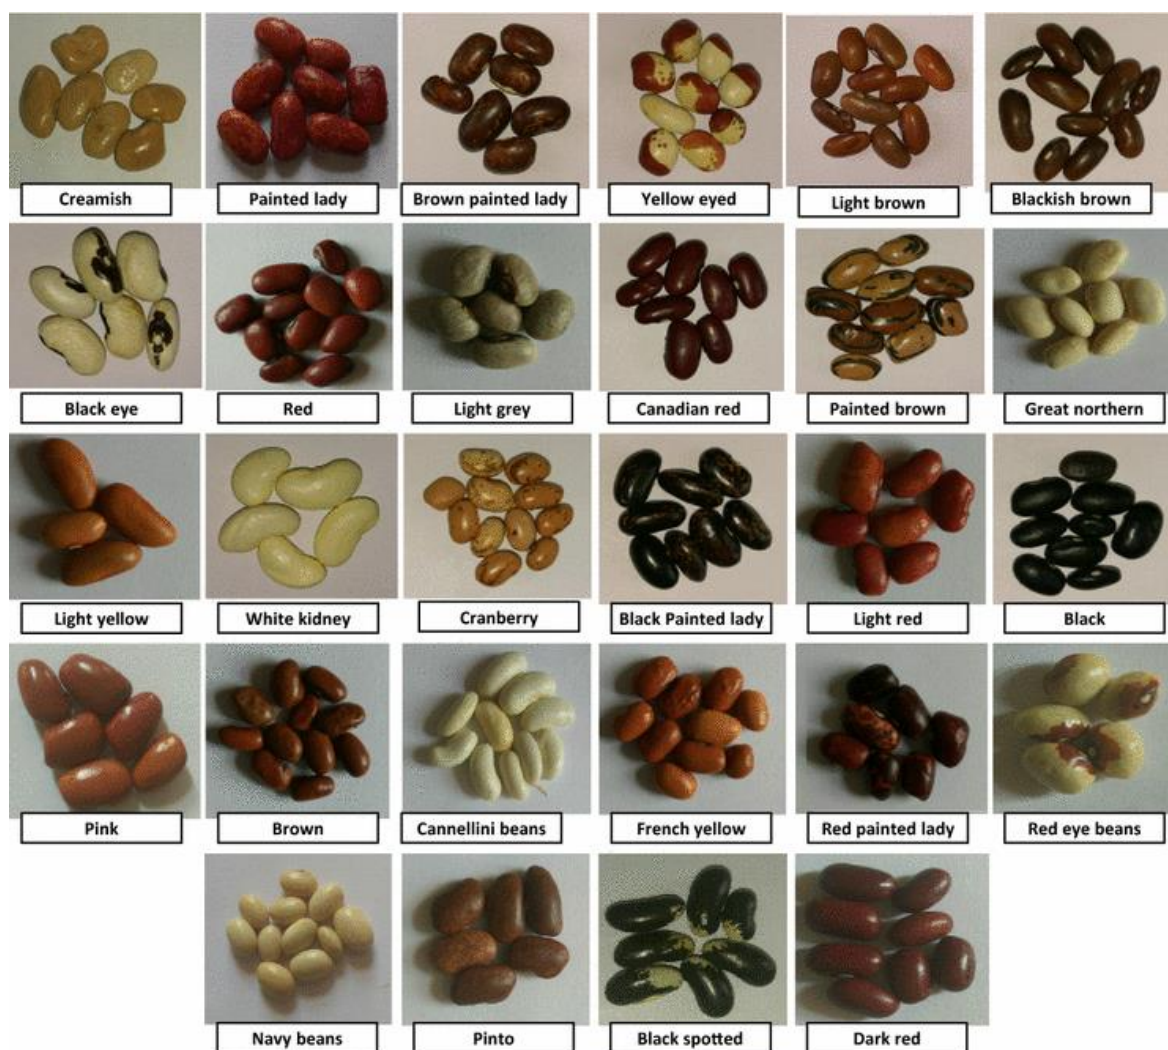 Creamish
Painted lady
Brown painted lady
Yellow eyed
Light brown
Blackish brown
Black eye
Red
Light grey
Canadian red
Painted brown
Great northern
Light yellow
White kidney
Cranberry
Black Painted lady
Light red
Black
Pink
Brown
Cannellini beans
French yellow
Red painted lady
Red eye beans
Navy beans
Pinto
Black spotted
Dark red